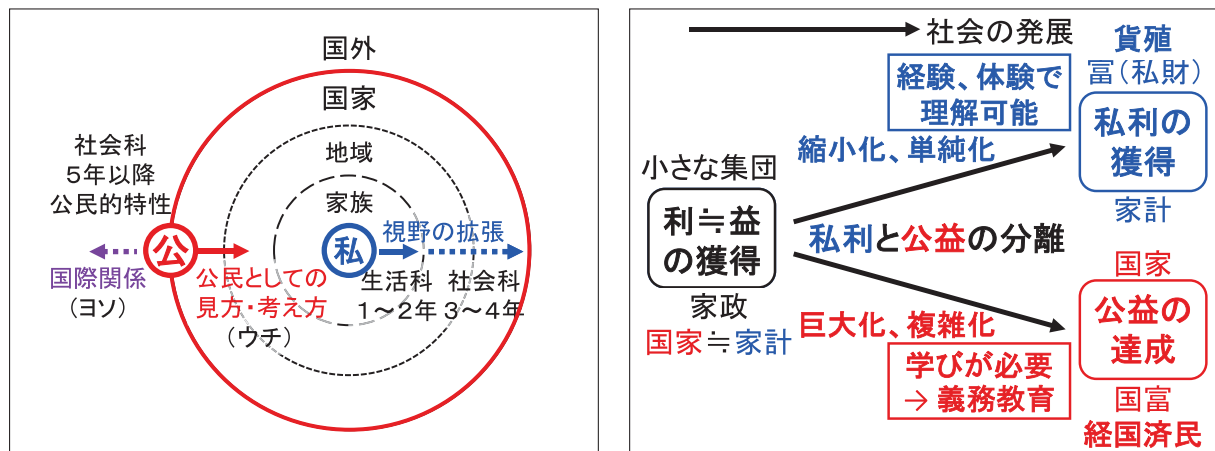 国外
国家
地域
家族
社会科
5年以降
公民的特性
公
私
視野の拡張
国際関係
(ヨソ)
公民としての
見方・考え方
(ウチ)
生活科
1～2年
社会科
3～4年
社会の発展
貨殖
冨(私財)
経験、体験で
理解可能
私利の
獲得
家計
縮小化、単純化
小さな集団
利≒益
の獲得
家政
国家≒家計
私利と公益の分離
国家
公益の
達成
国富
経国済民
巨大化、複雑化
学びが必要
→ 義務教育